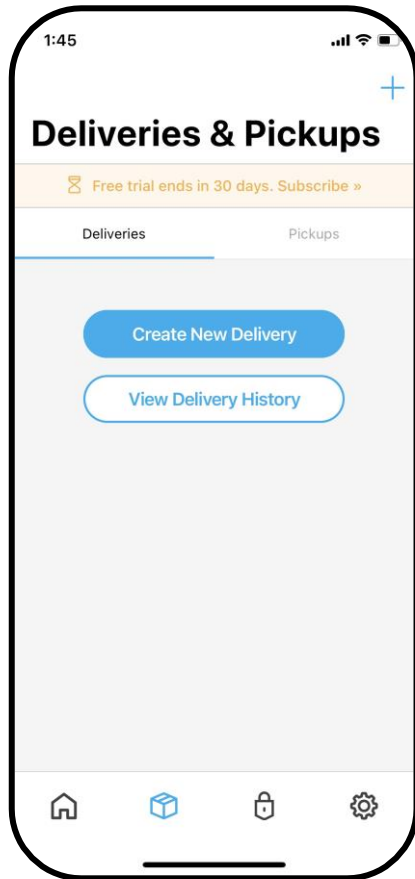 1:45
Deliveries & Pickups
Free trial ends in 30 days. Subscribe »
Deliveries Pickups
Create New Delivery
View Delivery History